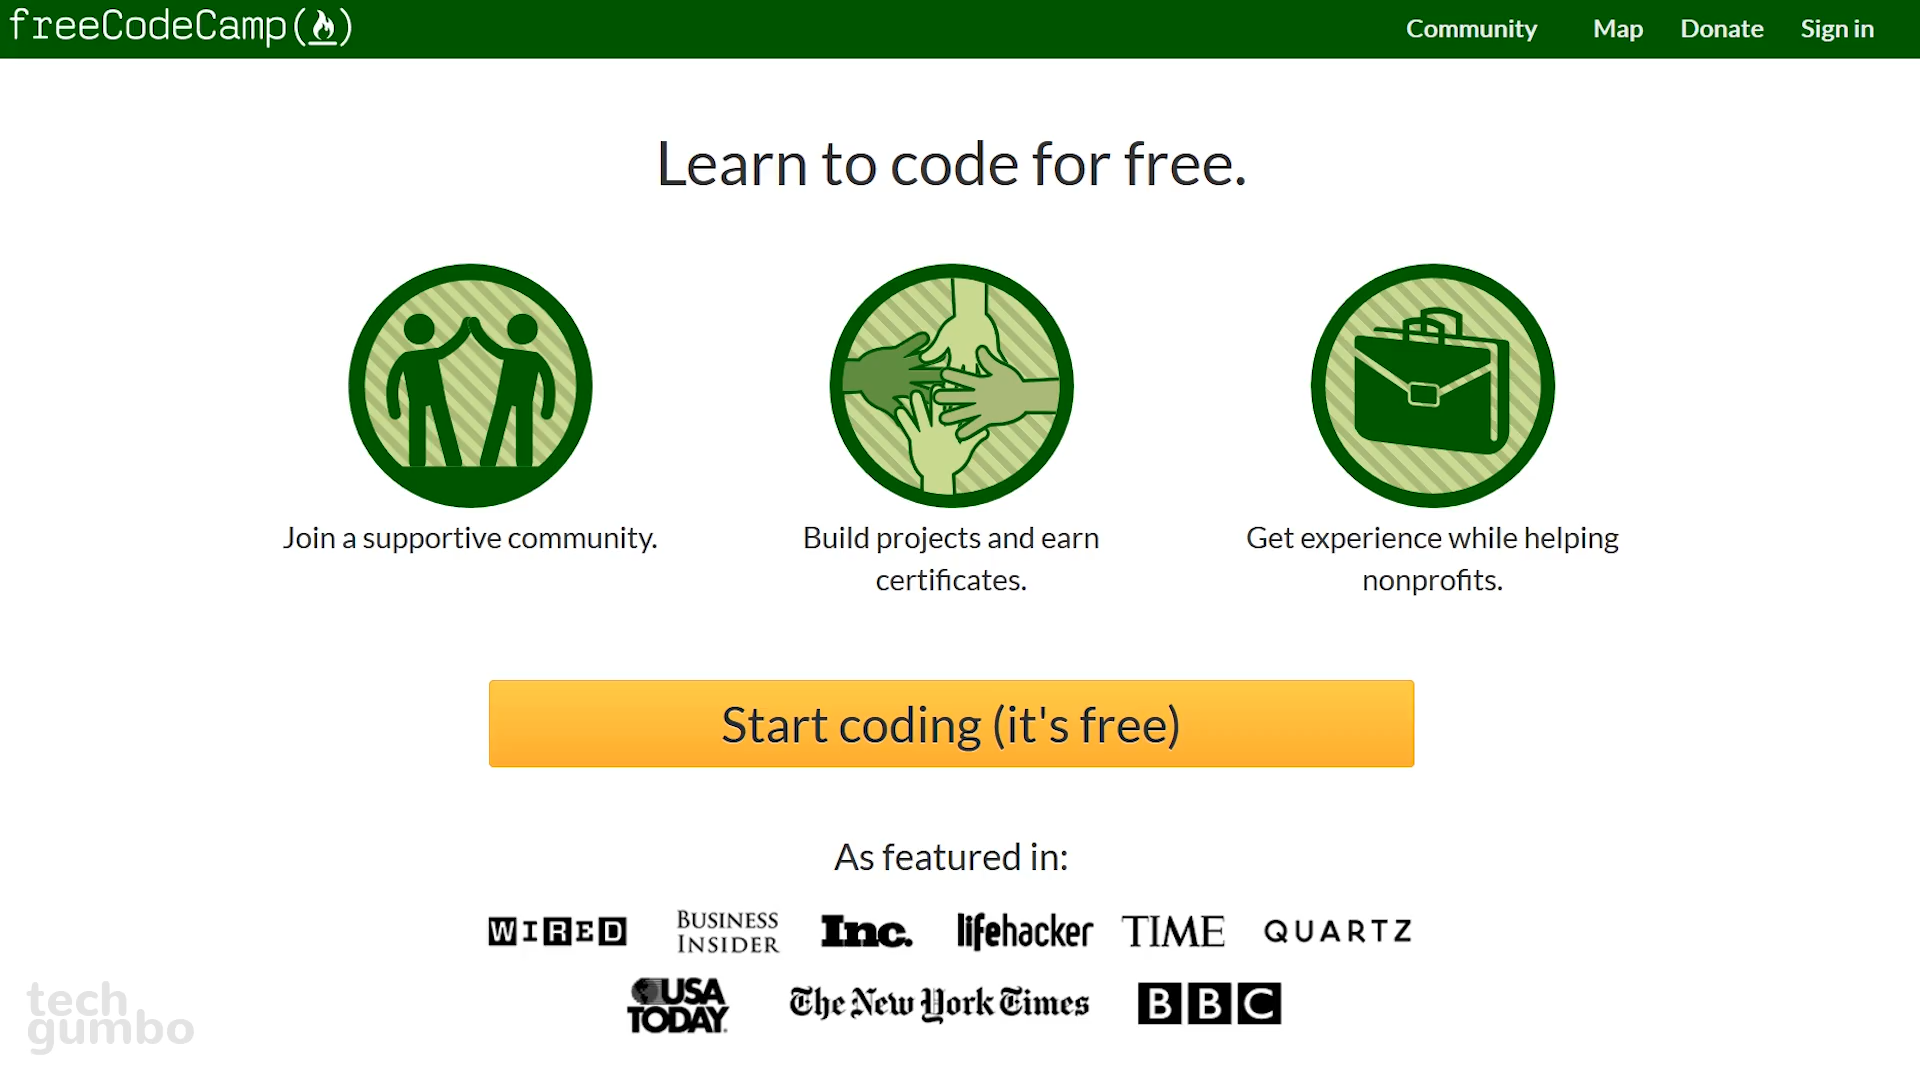 freeCodeCamp()
Community Map Donate Sign in
Learn to code for free.
Join a supportive community.
Build projects and earn
certificates.
Get experience while helping
nonprofits.
Start coding (it's free)
As featured in:
WIRED
BUSINESS
INSIDER
Inc.
lifehacker
TIME
QUARTZ
USA
TODAY
The New York Times
BBC
tech
gumbo